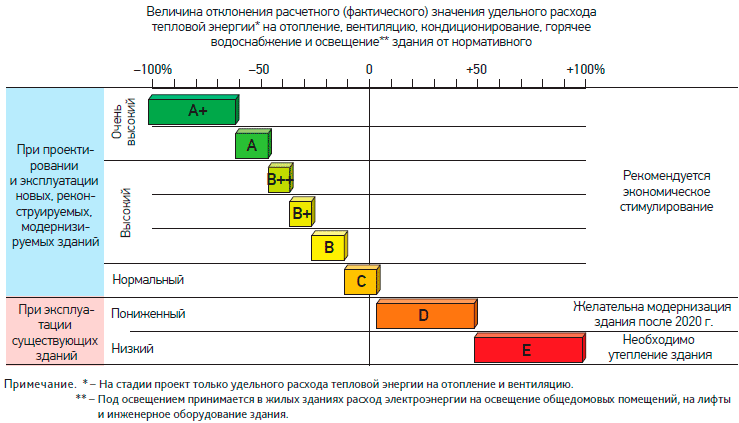 Величина отклонения расчетного (фактического) значения удельного расхода
тепловой энергии* на отопление, вентиляцию, кондиционирование, горячее
водоснабжение и освещение** здания от нормативного
–100% –50 0 +50 +100%
При проекти-
ровании
и эксплуатации
новых, рекон-
струируемых,
модернизи-
руемых зданий
Очень
высокий
A+
A
Высокий
B++
B+
B
Рекомендуется
экономическое
стимулирование
Нормальный C
При эксплуа-
тации
существующих
зданий
Пониженный D
Желательна модернизация
здания после 2020 г.
Низкий E
Необходимо
утепление здания
Примечание. * – На стадии проект только удельного расхода тепловой энергии на отопление и вентиляцию.
** – Под освещением принимается в жилых зданиях расход электроэнергии на освещение общедомовых помещений, на лифты
и инженерное оборудование здания.